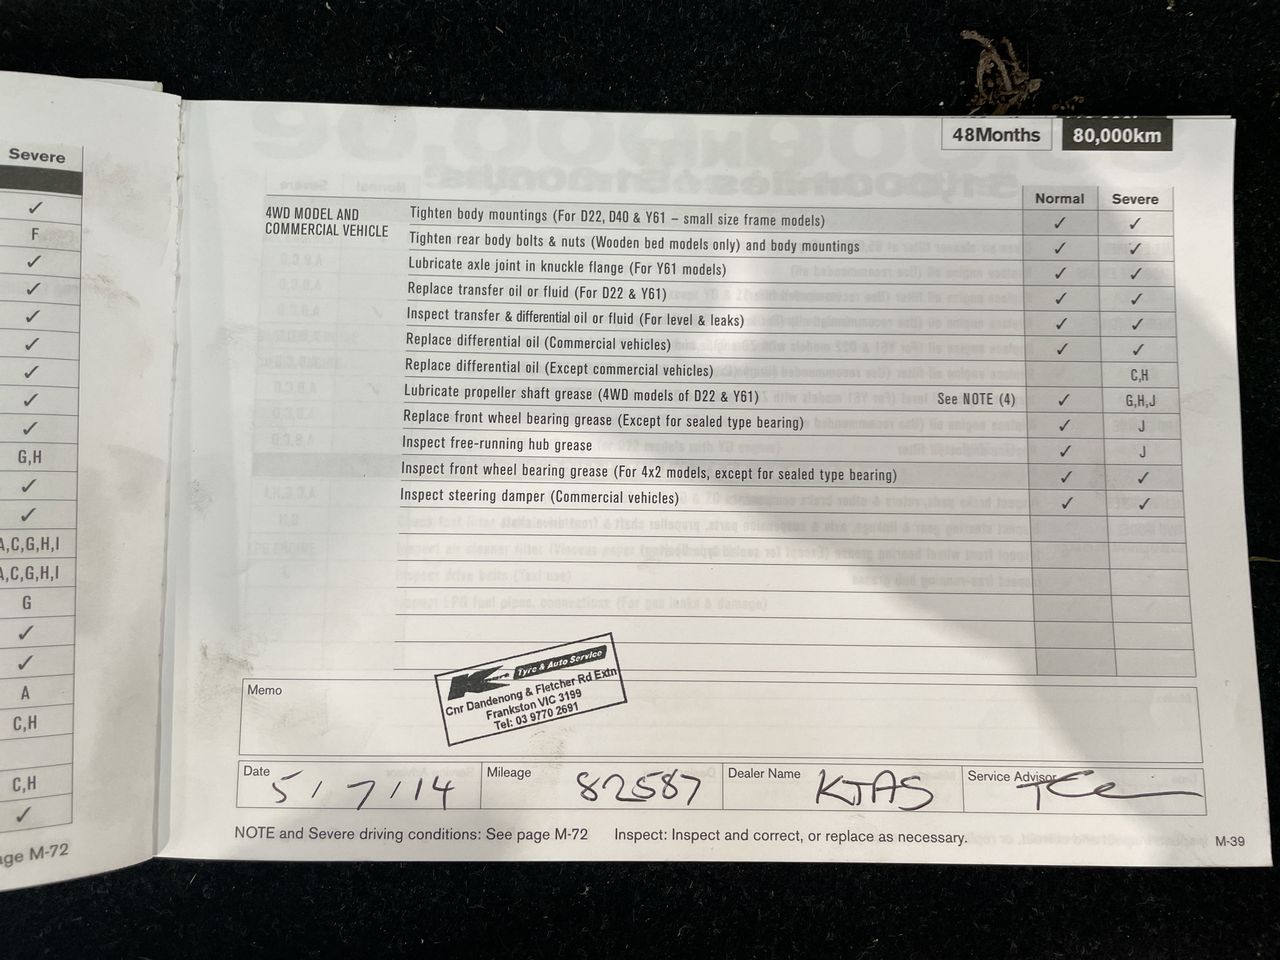 Severe
✓
F
✓
✓
✓
✓
✓
✓
✓
G,H
✓
✓
A,C,G,H,I
A,C,G,H,I
G
✓
✓
A
C,H
C,H
✓
age M-72
48Months 80,000km
Normal Severe
4WD MODEL AND COMMERCIAL VEHICLE
Tighten body mountings (For D22, D40 & Y61 – small size frame models) ✓ ✓
Tighten rear body bolts & nuts (Wooden bed models only) and body mountings ✓ ✓
Lubricate axle joint in knuckle flange (For Y61 models) ✓ ✓
Replace transfer oil or fluid (For D22 & Y61) ✓ ✓
Inspect transfer & differential oil or fluid (For level & leaks) ✓ ✓
Replace differential oil (Commercial vehicles) ✓ ✓
Replace differential oil (Except commercial vehicles) C,H
Lubricate propeller shaft grease (4WD models of D22 & Y61) See NOTE (4) ✓ G,H,J
Replace front wheel bearing grease (Except for sealed type bearing) ✓ J
Inspect free-running hub grease ✓ J
Inspect front wheel bearing grease (For 4x2 models, except for sealed type bearing) ✓ ✓
Inspect steering damper (Commercial vehicles) ✓ ✓
Memo
Tyre & Auto Service
Cnr Dandenong & Fletcher Rd Extn
Frankston VIC 3199
Tel: 03 9770 2691
Date 5/7/14 Mileage 82587 Dealer Name KTAS Service Advisor
NOTE and Severe driving conditions: See page M-72 Inspect: Inspect and correct, or replace as necessary.
M-39